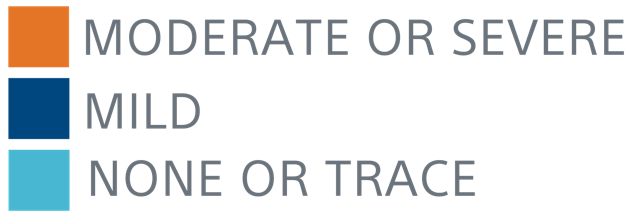 MODERATE OR SEVERE
MILD
NONE OR TRACE